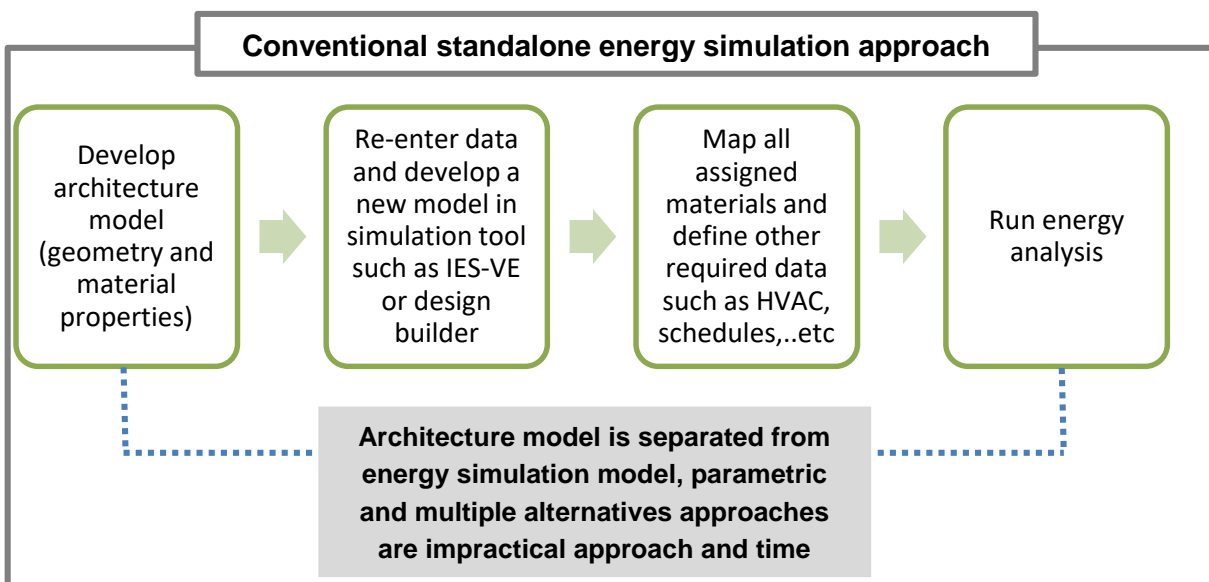 Conventional standalone energy simulation approach
Develop
architecture
model
(geometry and
material
properties)
Re-enter data
and develop a
new model in
simulation tool
such as IES-VE
or design
builder
Map all
assigned
materials and
define other
required data
such as HVAC,
schedules,..etc
Run energy
analysis
Architecture model is separated from
energy simulation model, parametric
and multiple alternatives approaches
are impractical approach and time